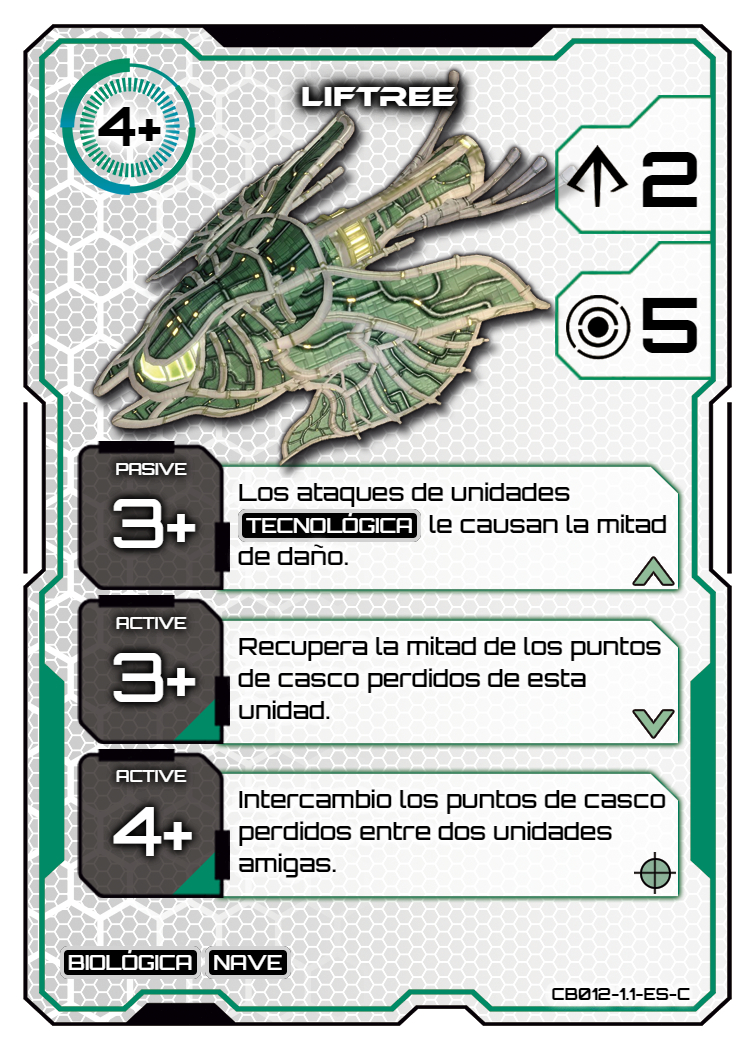 LIFTREE
4+
2
5
PASIVE
3+
Los ataques de unidades
TECNOLÓGICA le causan la mitad
de daño.
ACTIVE
3+
Recupera la mitad de los puntos
de casco perdidos de esta
unidad.
ACTIVE
4+
Intercambio los puntos de casco
perdidos entre dos unidades
amigas.
BIOLÓGICA NAVE
CB012-1.1-ES-C